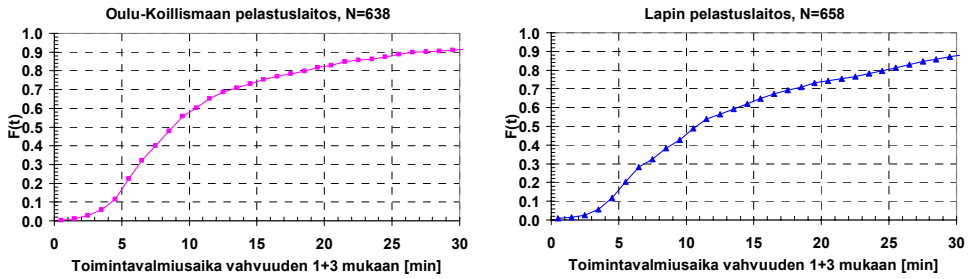 Oulu-Koillismaan pelastuslaitos, N=638
F(t)
1.0
0.9
0.8
0.7
0.6
0.5
0.4
0.3
0.2
0.1
0.0
0 5 10 15 20 25 30
Toimintavalmiusaika vahvuuden 1+3 mukaan [min]
Lapin pelastuslaitos, N=658
F(t)
1.0
0.9
0.8
0.7
0.6
0.5
0.4
0.3
0.2
0.1
0.0
0 5 10 15 20 25 30
Toimintavalmiusaika vahvuuden 1+3 mukaan [min]